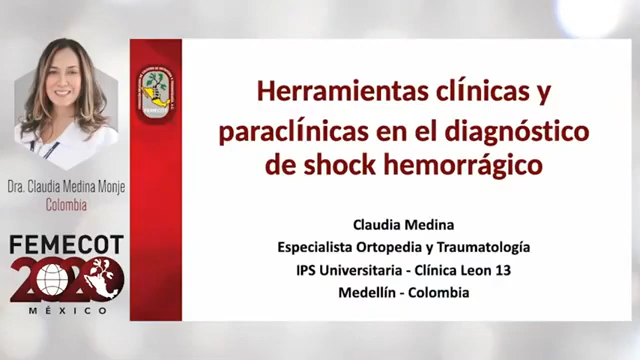 Dra. Claudia Medina Monje
Colombia
FEMECOT
2020
MÉXICO
FEMECOT
Herramientas clínicas y
paraclínicas en el diagnóstico
de shock hemorrágico
Claudia Medina
Especialista Ortopedia y Traumatología
IPS Universitaria - Clínica Leon 13
Medellín - Colombia